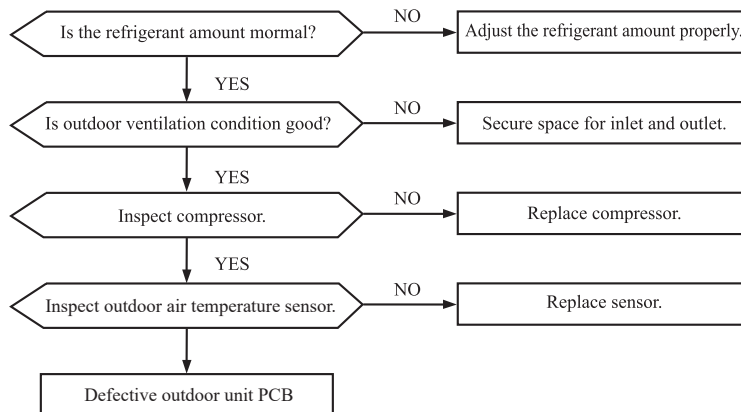 Is the refrigerant amount mormal?
NO
Adjust the refrigerant amount properly.
YES
Is outdoor ventilation condition good?
NO
Secure space for inlet and outlet.
YES
Inspect compressor.
NO
Replace compressor.
YES
Inspect outdoor air temperature sensor.
NO
Replace sensor.
Defective outdoor unit PCB